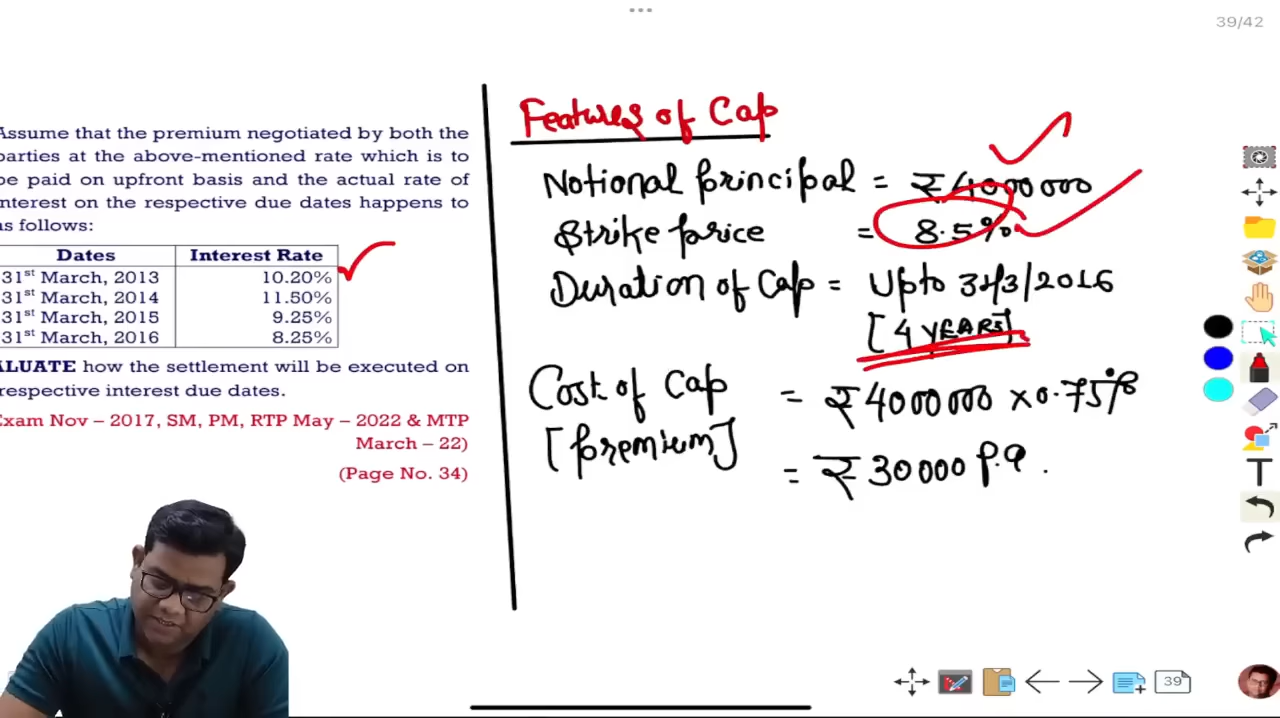 39/42
Assume that the premium negotiated by both the
parties at the above-mentioned rate which is to
be paid on upfront basis and the actual rate of
interest on the respective due dates happens to
as follows:
Dates Interest Rate
31st March, 2013 10.20%
31st March, 2014 11.50%
31st March, 2015 9.25%
31st March, 2016 8.25%
ALUATE how the settlement will be executed on
respective interest due dates.
Exam Nov – 2017, SM, PM, RTP May – 2022 & MTP
March – 22)
(Page No. 34)
Features of Cap
Notional principal = ₹ 4000000
Strike price = 8.5%
Duration of Cap = Upto 31/3/2016
[4 YEARS]
Cost of Cap = ₹ 4000000 x 0.75%
[premium]
= ₹ 30000 p.a.
T
39